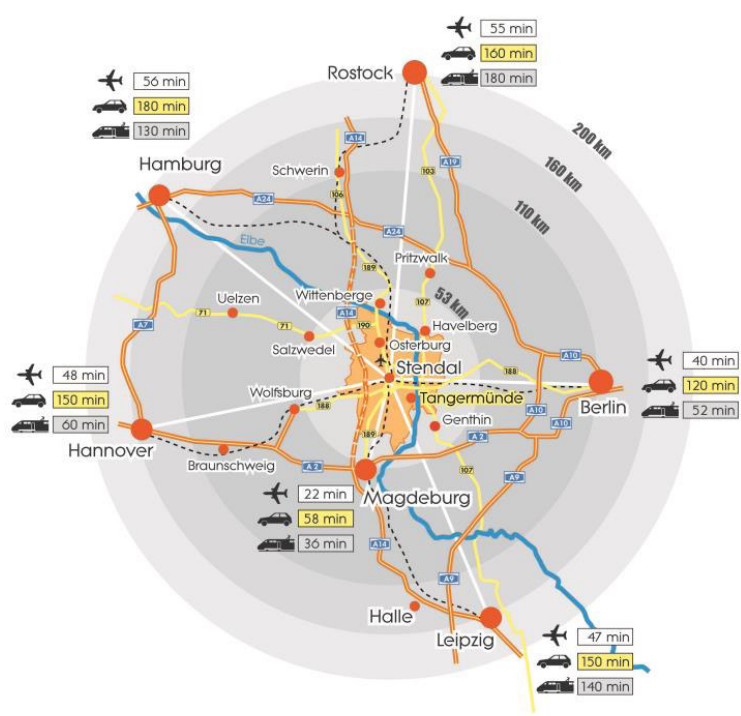 55 min
160 min
180 min
Rostock
56 min
180 min
130 min
Hamburg
200 km
160 km
110 km
53 km
A14
A19
Schwerin
103
106
A24
A24
Elbe
189
Pritzwalk
Wittenberge
107
Uelzen
A14
71
71
190
Havelberg
A7
Salzwedel
Osterburg
A10
Stendal
188
40 min
120 min
52 min
48 min
150 min
60 min
Wolfsburg
188
Tangermünde
Berlin
A10
A10
Genthin
Hannover
189
A2
Braunschweig
A2
107
A9
Magdeburg
22 min
58 min
36 min
A14
A9
Halle
Leipzig
47 min
150 min
140 min